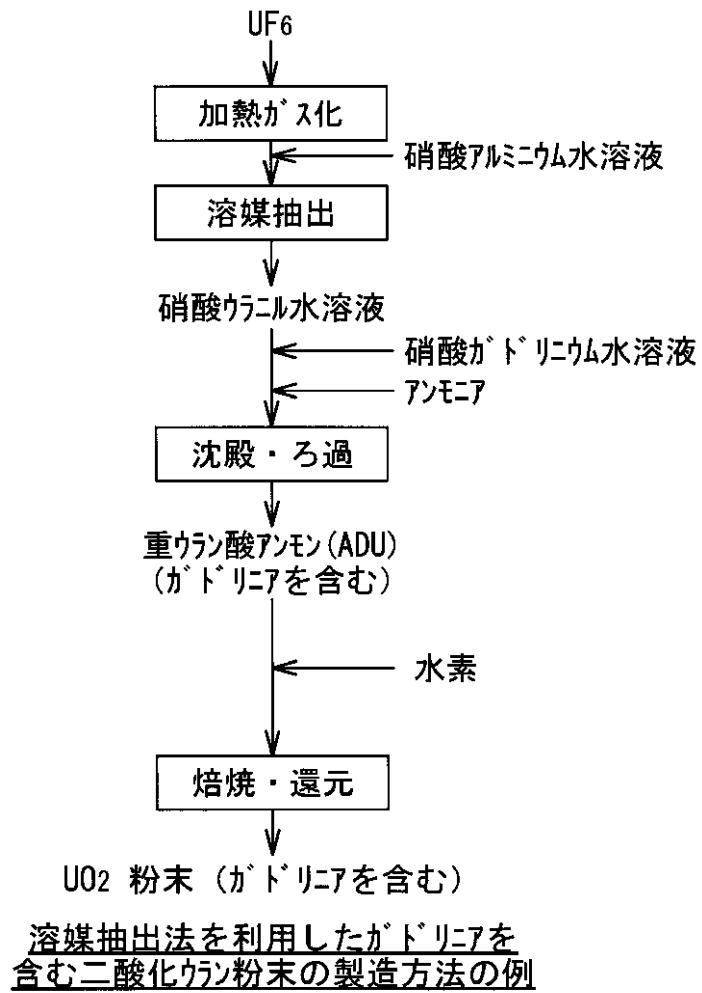 UF6
加熱ガス化
硝酸アルミニウム水溶液
溶媒抽出
硝酸ウラニル水溶液
硝酸ガドリニウム水溶液
アンモニア
沈殿・ろ過
重ウラン酸アンモン(ADU)
(ガドリニアを含む)
水素
焙焼・還元
UO2 粉末 (ガドリニアを含む)
溶媒抽出法を利用したガドリニアを
含む二酸化ウラン粉末の製造方法の例